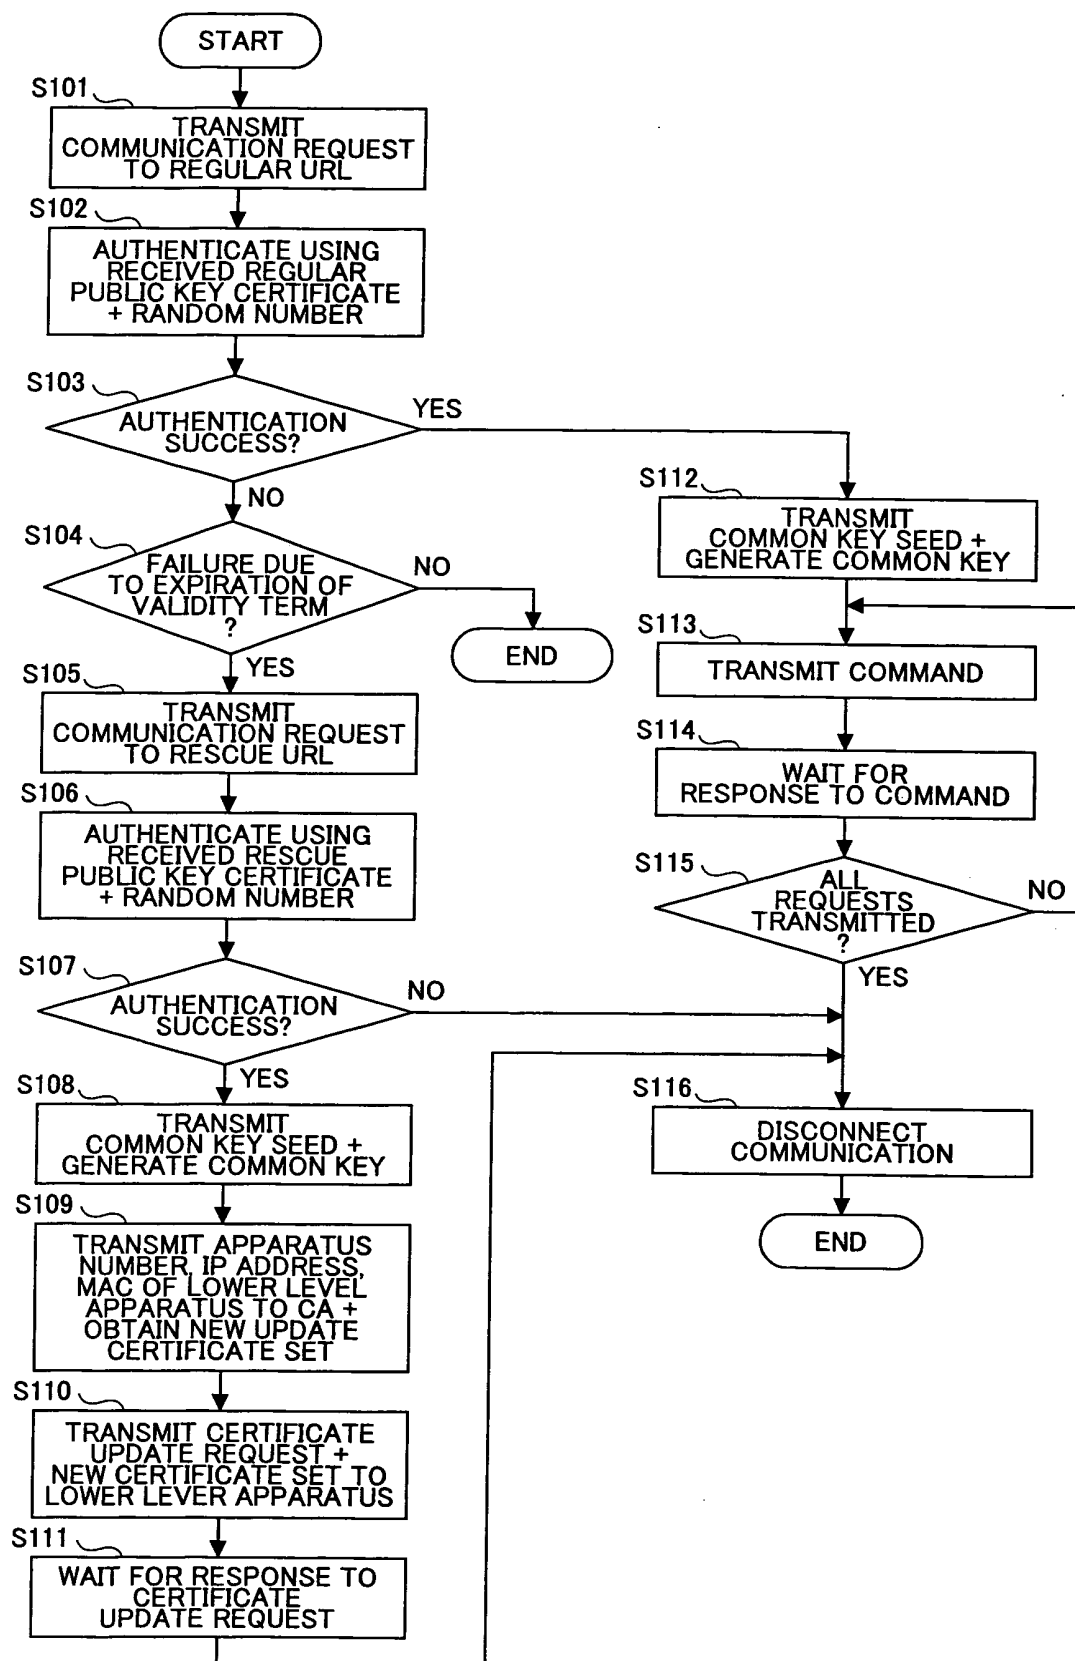 START
S101
TRANSMIT
COMMUNICATION REQUEST
TO REGULAR URL
S102
AUTHENTICATE USING
RECEIVED REGULAR
PUBLIC KEY CERTIFICATE
+ RANDOM NUMBER
S103
AUTHENTICATION
SUCCESS?
YES
NO
S104
FAILURE DUE
TO EXPIRATION OF
VALIDITY TERM
?
NO
END
YES
S105
TRANSMIT
COMMUNICATION REQUEST
TO RESCUE URL
S106
AUTHENTICATE USING
RECEIVED RESCUE
PUBLIC KEY CERTIFICATE
+ RANDOM NUMBER
S107
AUTHENTICATION
SUCCESS?
NO
YES
S108
TRANSMIT
COMMON KEY SEED +
GENERATE COMMON KEY
S109
TRANSMIT APPARATUS
NUMBER, IP ADDRESS,
MAC OF LOWER LEVEL
APPARATUS TO CA +
OBTAIN NEW UPDATE
CERTIFICATE SET
S110
TRANSMIT CERTIFICATE
UPDATE REQUEST +
NEW CERTIFICATE SET TO
LOWER LEVER APPARATUS
S111
WAIT FOR RESPONSE TO
CERTIFICATE
UPDATE REQUEST
S112
TRANSMIT
COMMON KEY SEED +
GENERATE COMMON KEY
S113
TRANSMIT COMMAND
S114
WAIT FOR
RESPONSE TO COMMAND
S115
ALL
REQUESTS
TRANSMITTED
?
NO
YES
S116
DISCONNECT
COMMUNICATION
END